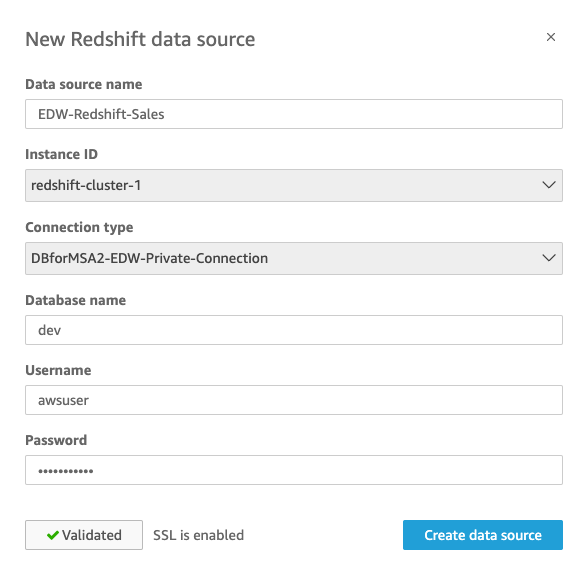 New Redshift data source
Data source name
EDW-Redshift-Sales
Instance ID
redshift-cluster-1
Connection type
DBforMSA2-EDW-Private-Connection
Database name
dev
Username
awsuser
Password
•••••••••••
Validated SSL is enabled Create data source